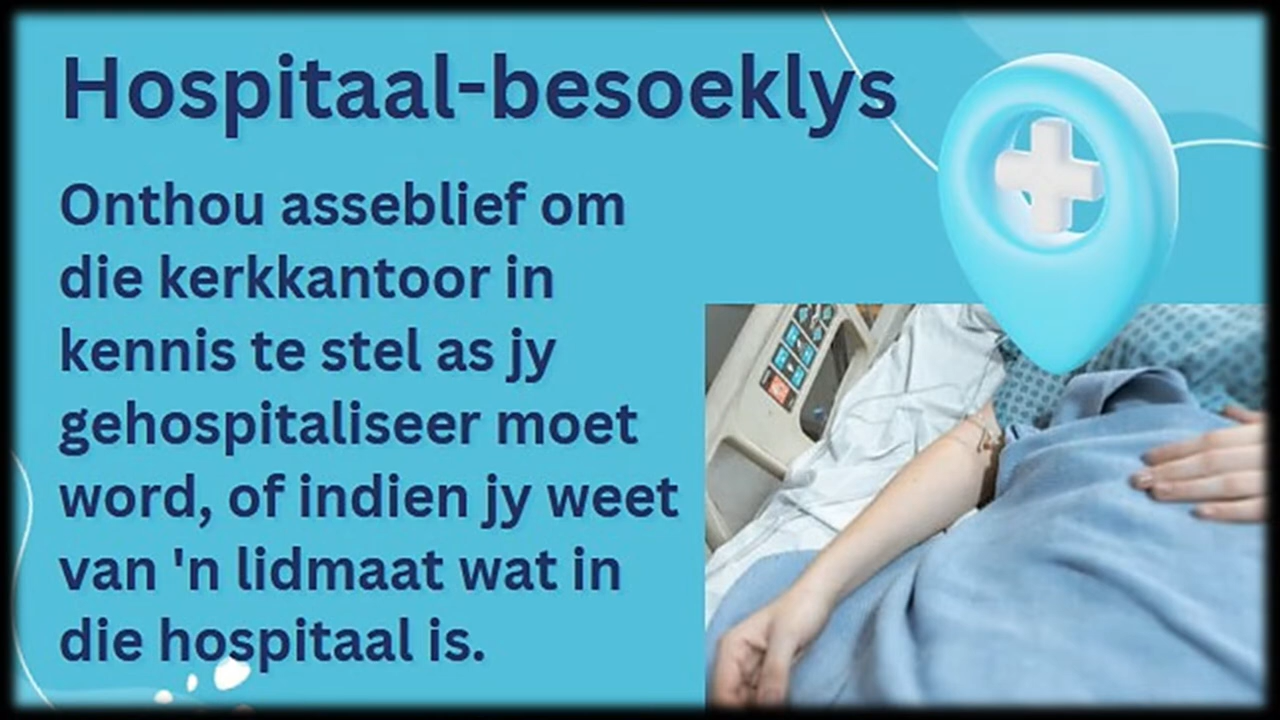 Hospitaal-besoeklys
Onthou asseblief om
die kerkkantoor in
kennis te stel as jy
gehospitaliseer moet
word, of indien jy weet
van 'n lidmaat wat in
die hospitaal is.